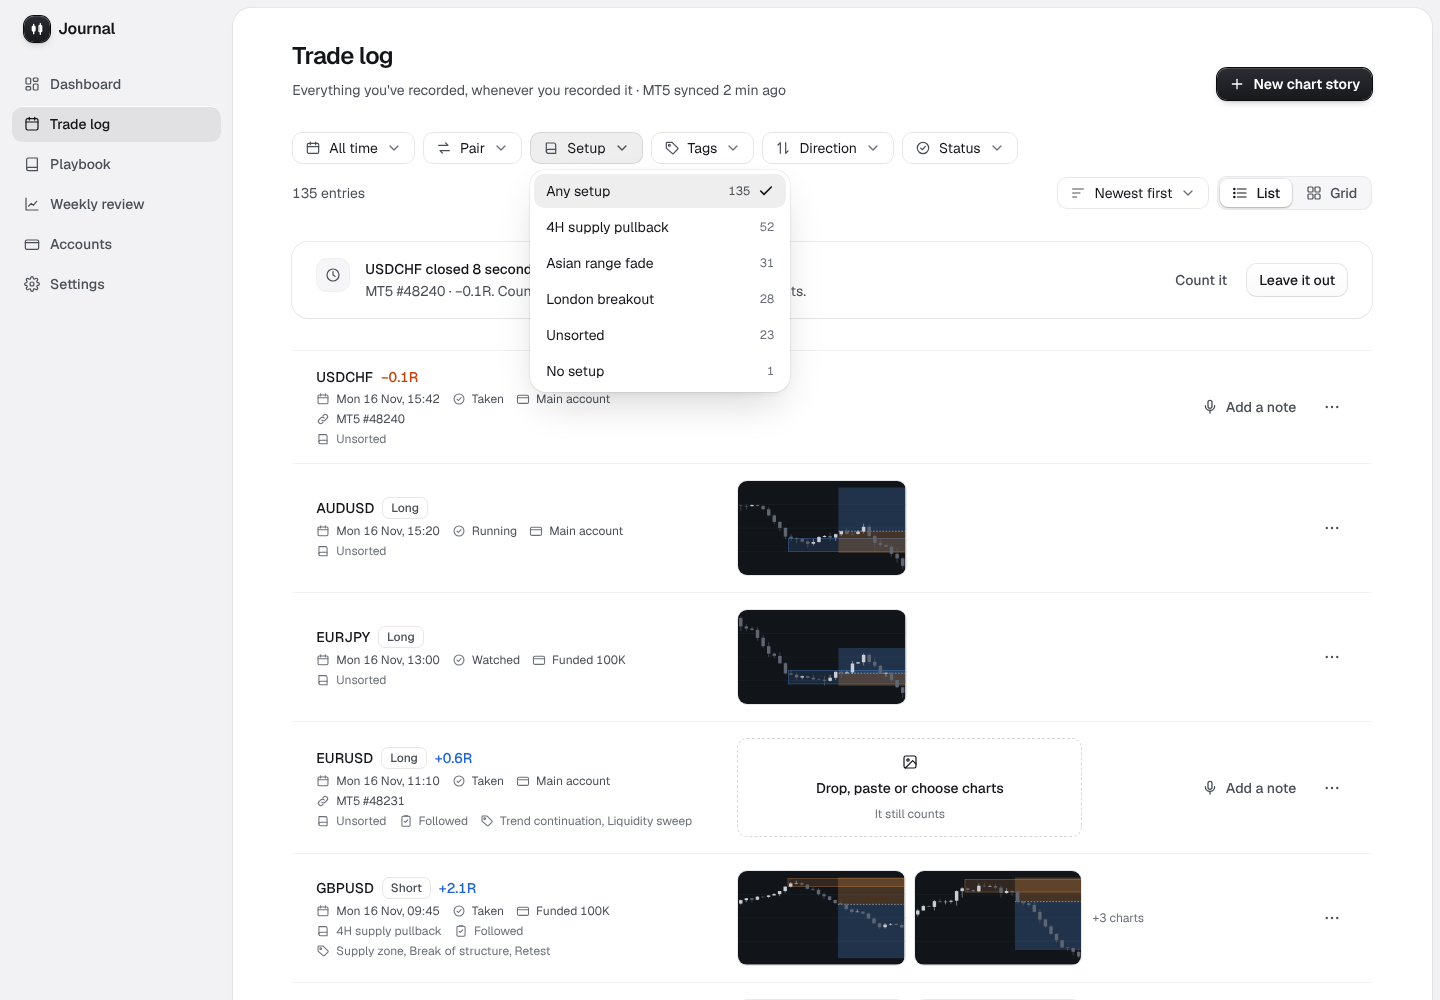 Journal
Dashboard
Trade log
Playbook
Weekly review
Accounts
Settings
Trade log
Everything you've recorded, whenever you recorded it · MT5 synced 2 min ago
New chart story
All time
Pair
Setup
Tags
Direction
Status
135 entries
Newest first
List
Grid
Any setup 135
4H supply pullback 52
Asian range fade 31
London breakout 28
Unsorted 23
No setup 1
USDCHF closed 8
MT5 #48240 · −0.1R.
Count it
Leave it out
USDCHF −0.1R
Mon 16 Nov, 15:42 Taken Main account
MT5 #48240
Unsorted
Add a note
AUDUSD Long
Mon 16 Nov, 15:20 Running Main account
Unsorted
EURJPY Long
Mon 16 Nov, 13:00 Watched Funded 100K
Unsorted
EURUSD Long +0.6R
Mon 16 Nov, 11:10 Taken Main account
MT5 #48231
Unsorted Followed Trend continuation, Liquidity sweep
Drop, paste or choose charts
It still counts
Add a note
GBPUSD Short +2.1R
Mon 16 Nov, 09:45 Taken Funded 100K
4H supply pullback Followed
Supply zone, Break of structure, Retest
+3 charts